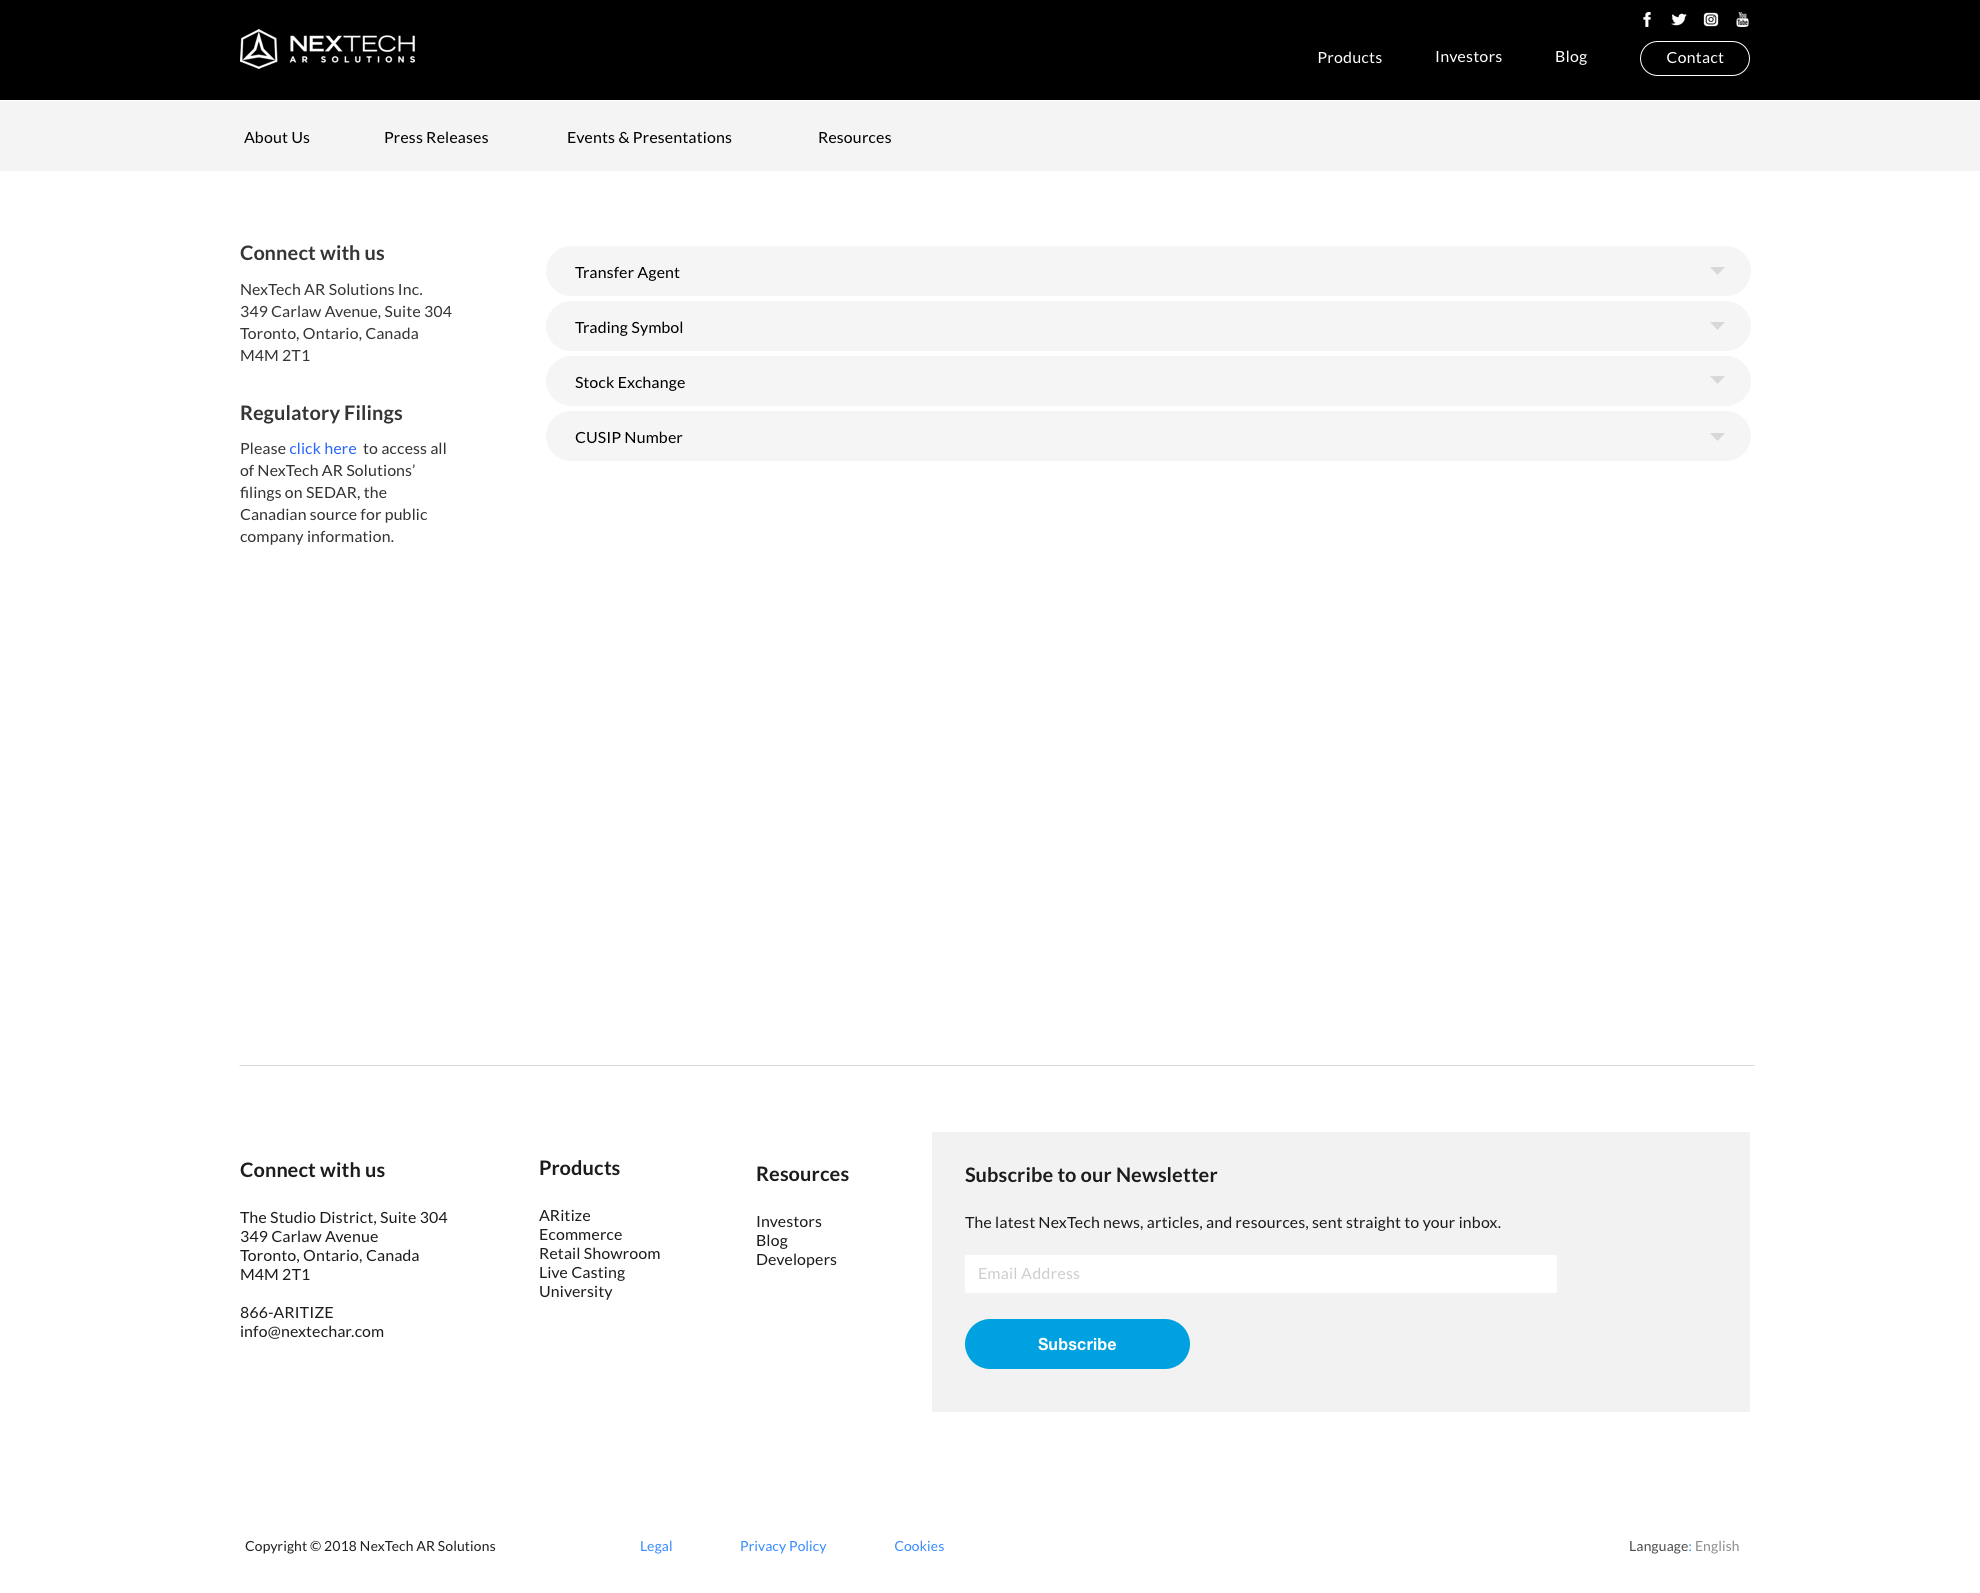 NEXTECH
AR SOLUTIONS
Products
Investors
Blog
Contact
About Us
Press Releases
Events & Presentations
Resources
Connect with us
NexTech AR Solutions Inc.
349 Carlaw Avenue, Suite 304
Toronto, Ontario, Canada
M4M 2T1
Regulatory Filings
Please click here to access all
of NexTech AR Solutions’
filings on SEDAR, the
Canadian source for public
company information.
Transfer Agent
Trading Symbol
Stock Exchange
CUSIP Number
Connect with us
The Studio District, Suite 304
349 Carlaw Avenue
Toronto, Ontario, Canada
M4M 2T1
866-ARITIZE
info@nextechar.com
Products
ARitize
Ecommerce
Retail Showroom
Live Casting
University
Resources
Investors
Blog
Developers
Subscribe to our Newsletter
The latest NexTech news, articles, and resources, sent straight to your inbox.
Email Address
Subscribe
Copyright © 2018 NexTech AR Solutions
Legal
Privacy Policy
Cookies
Language: English